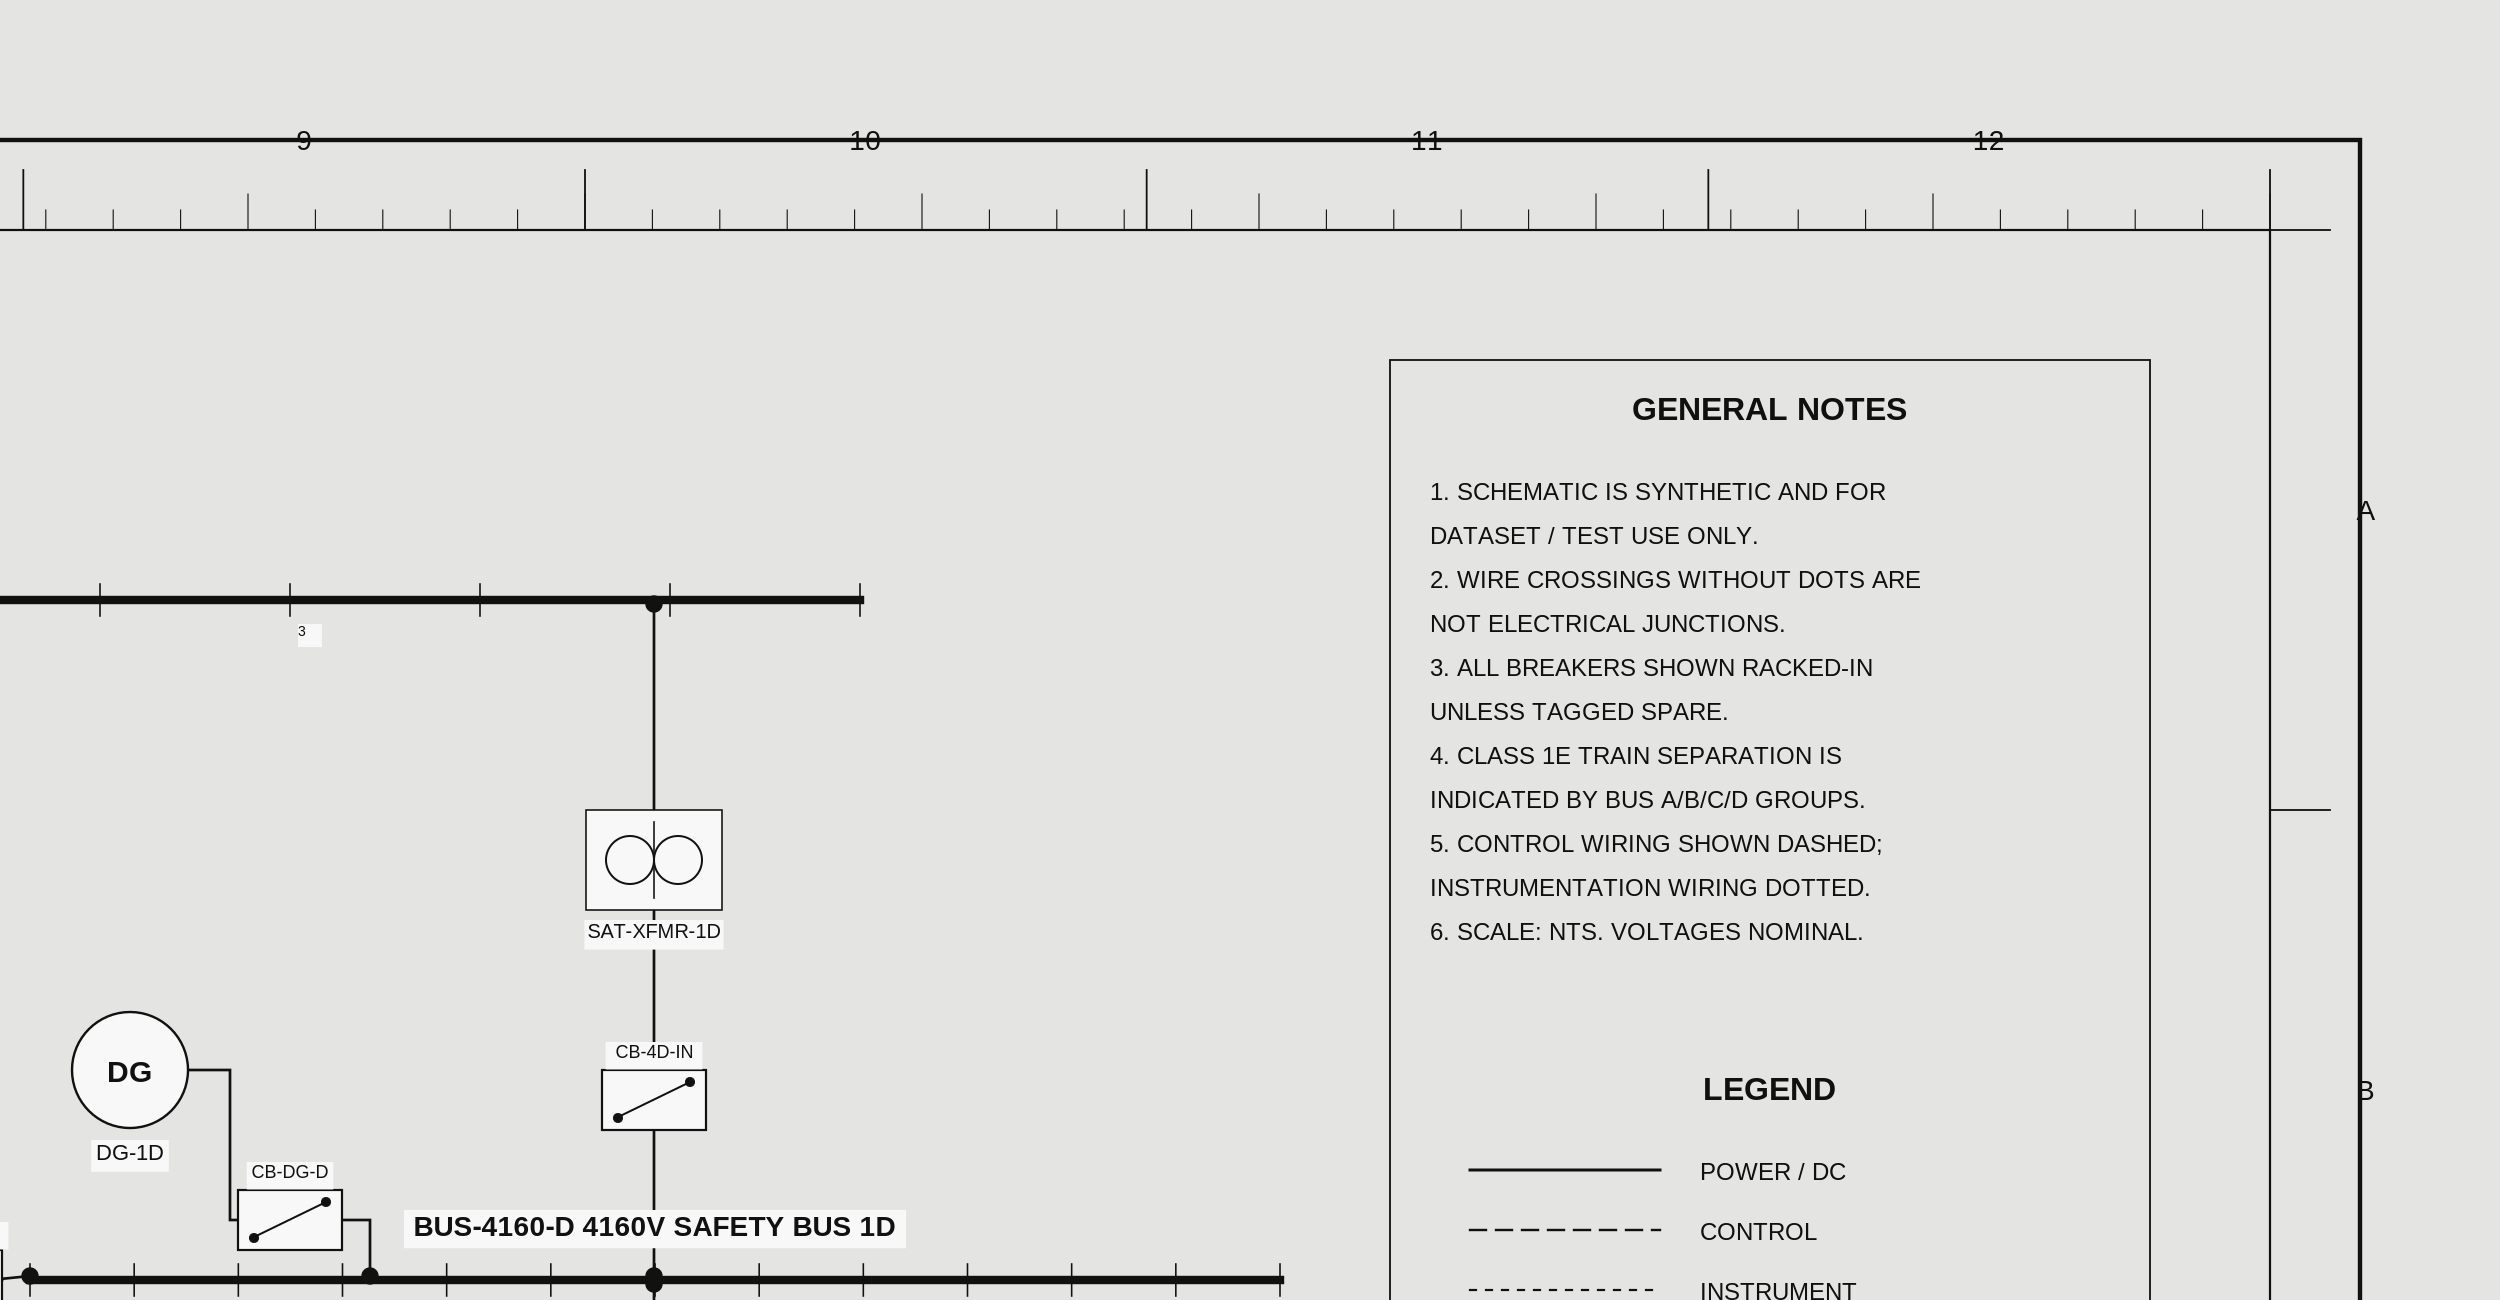 9
10
11
12
GENERAL NOTES
1. SCHEMATIC IS SYNTHETIC AND FOR
DATASET / TEST USE ONLY.
2. WIRE CROSSINGS WITHOUT DOTS ARE
NOT ELECTRICAL JUNCTIONS.
3. ALL BREAKERS SHOWN RACKED-IN
UNLESS TAGGED SPARE.
4. CLASS 1E TRAIN SEPARATION IS
INDICATED BY BUS A/B/C/D GROUPS.
5. CONTROL WIRING SHOWN DASHED;
INSTRUMENTATION WIRING DOTTED.
6. SCALE: NTS. VOLTAGES NOMINAL.
A
3
SAT-XFMR-1D
CB-4D-IN
DG
DG-1D
CB-DG-D
BUS-4160-D 4160V SAFETY BUS 1D
LEGEND
B
POWER / DC
CONTROL
INSTRUMENT